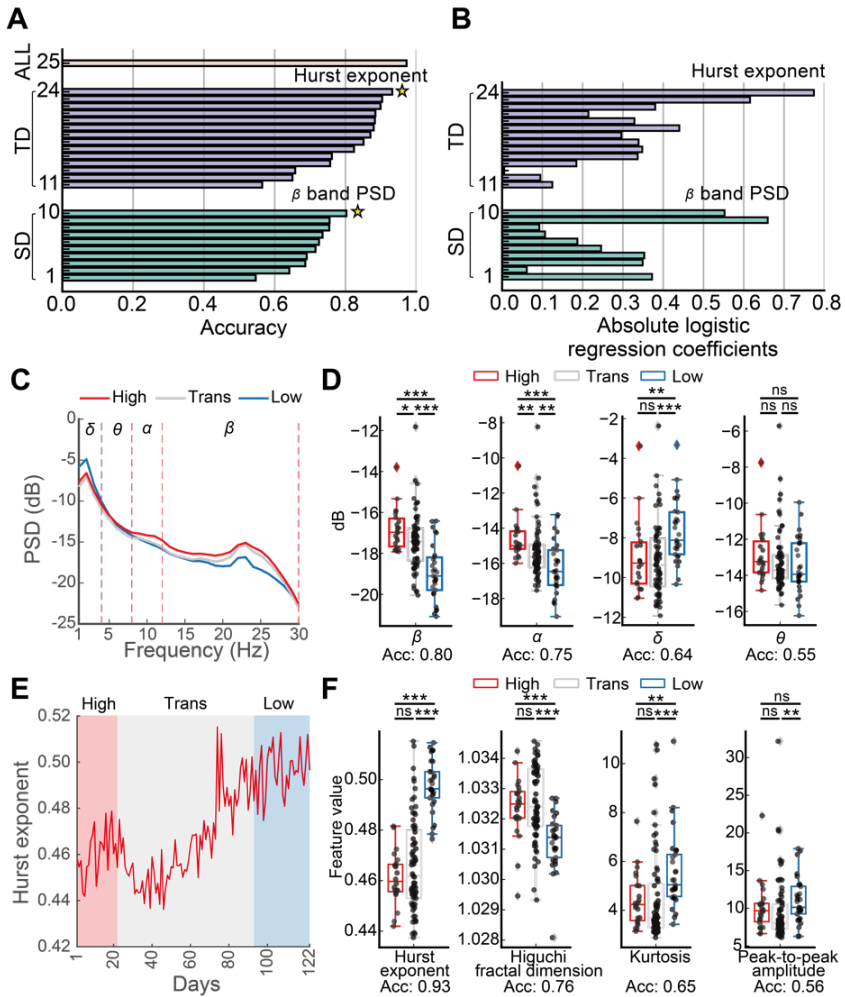 A
B
ALL
25
Hurst exponent
24
TD
11
β band PSD
10
SD
1
0.0 0.2 0.4 0.6 0.8 1.0
Accuracy
Hurst exponent
24
TD
11
β band PSD
10
SD
1
0.0 0.1 0.2 0.3 0.4 0.5 0.6 0.7 0.8
Absolute logistic
regression coefficients
C
High Trans Low
0
-5
-10
-15
-20
-25
PSD (dB)
δ θ α β
1 5 10 15 20 25 30
Frequency (Hz)
D
High Trans Low
dB
***
* ***
-12
-14
-16
-18
-20
β
Acc: 0.80
***
** **
-8
-10
-12
-14
-16
-18
α
Acc: 0.75
**
ns ***
-2
-4
-6
-8
-10
-12
δ
Acc: 0.64
ns
ns ns
-6
-8
-10
-12
-14
-16
θ
Acc: 0.55
E
High Trans Low
0.52
0.50
0.48
0.46
0.44
0.42
Hurst exponent
1 20 40 60 80 100 122
Days
F
High Trans Low
Feature value
***
ns ***
0.50
0.48
0.46
0.44
Hurst
exponent
Acc: 0.93
***
ns ***
1.034
1.033
1.032
1.031
1.030
1.029
1.028
Higuchi
fractal dimension
Acc: 0.76
**
ns ***
10
8
6
4
Kurtosis
Acc: 0.65
ns
ns **
30
25
20
15
10
6
Peak-to-peak
amplitude
Acc: 0.56